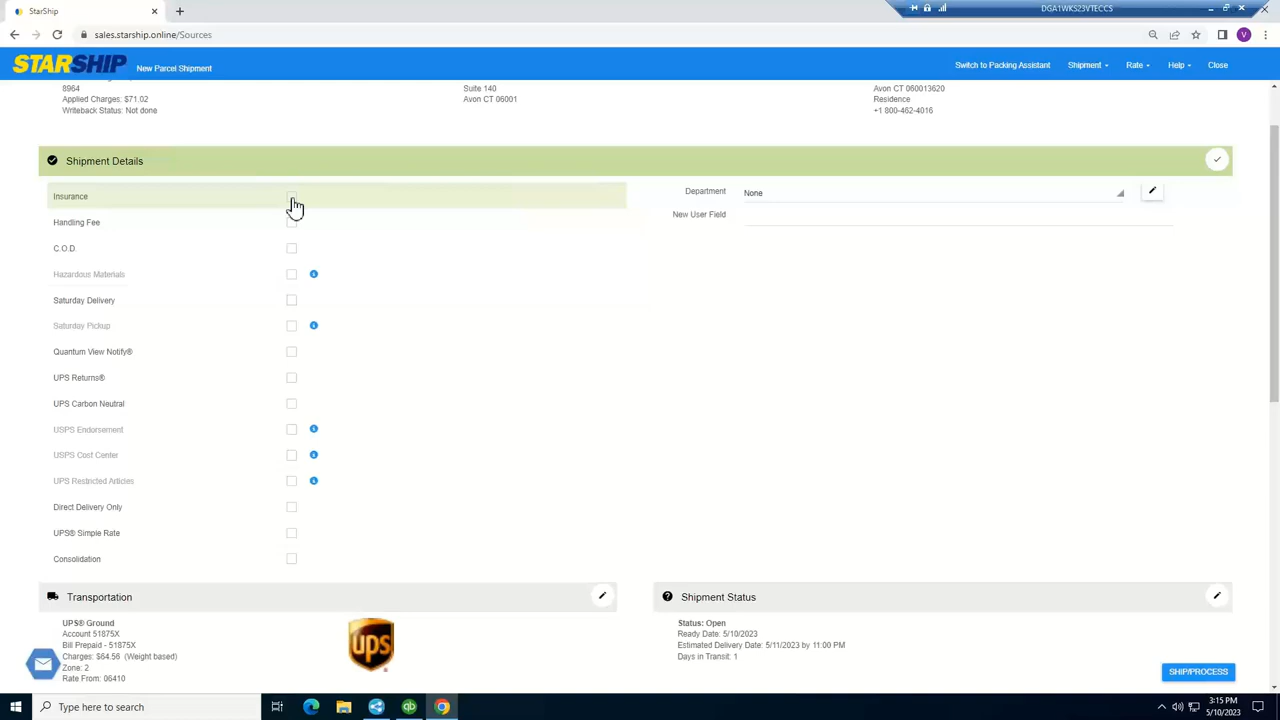 StarShip
DGA1WKS23VTECCS
sales.starship.online/Sources
V
STARSHIP New Parcel Shipment
Switch to Packing Assistant Shipment Rate Help Close
8964
Applied Charges. $71.02
Writeback Status: Not done
Suite 140
Avon CT 06001
Avon CT 060013620
Residence
+1 800-462-4016
Shipment Details
Insurance
Handling Fee
C.O.D.
Hazardous Materials
Saturday Delivery
Saturday Pickup
Quantum View Notify®
UPS Returns®
UPS Carbon Neutral
USPS Endorsement
USPS Cost Center
UPS Restricted Articles
Direct Delivery Only
UPS® Simple Rate
Consolidation
Department None
New User Field
Transportation
UPS® Ground
Account 51875X
Bill Prepaid - 51875X
Charges: $64.56 (Weight based)
Zone: 2
Rate From: 06410
ups
Shipment Status
Status: Open
Ready Date: 5/10/2023
Estimated Delivery Date: 5/11/2023 by 11:00 PM
Days in Transit: 1
SHIP/PROCESS
Type here to search
qb
3:15 PM
5/10/2023